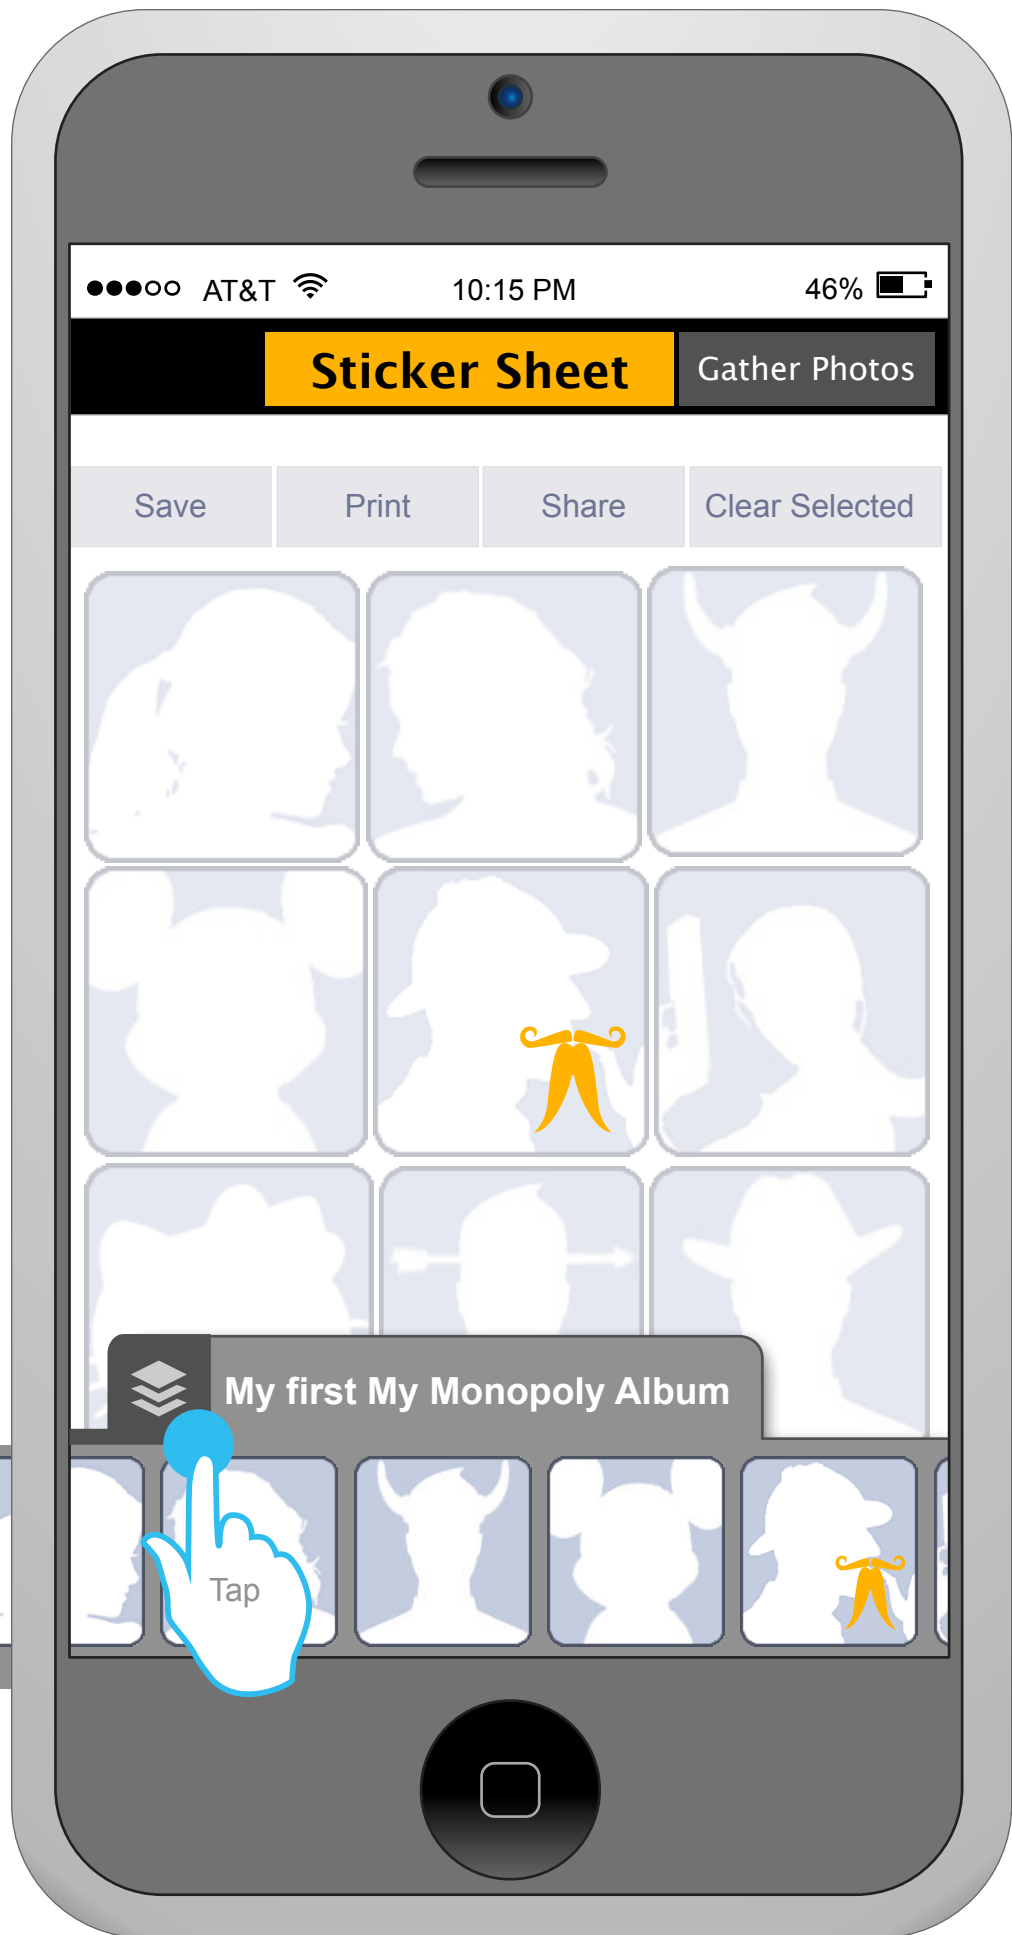 AT&T 10:15 PM 46%
Sticker Sheet Gather Photos
Save Print Share Clear Selected
My first My Monopoly Album
Tap